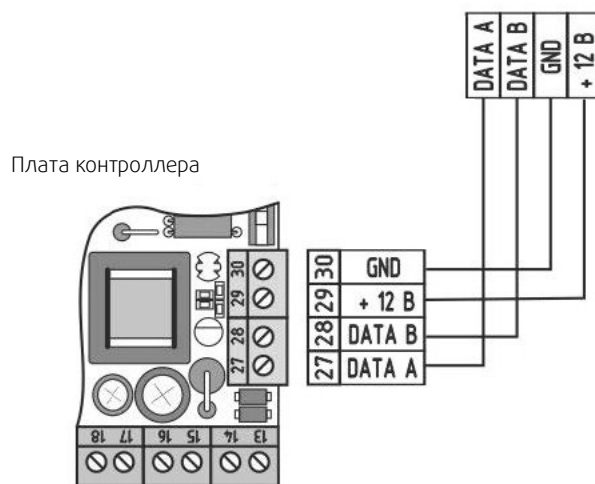 DATA A
DATA B
GND
+ 12 В
Плата контроллера
30
29
28
27
30 GND
29 + 12 В
28 DATA B
27 DATA A
18 17 16 15 14 13